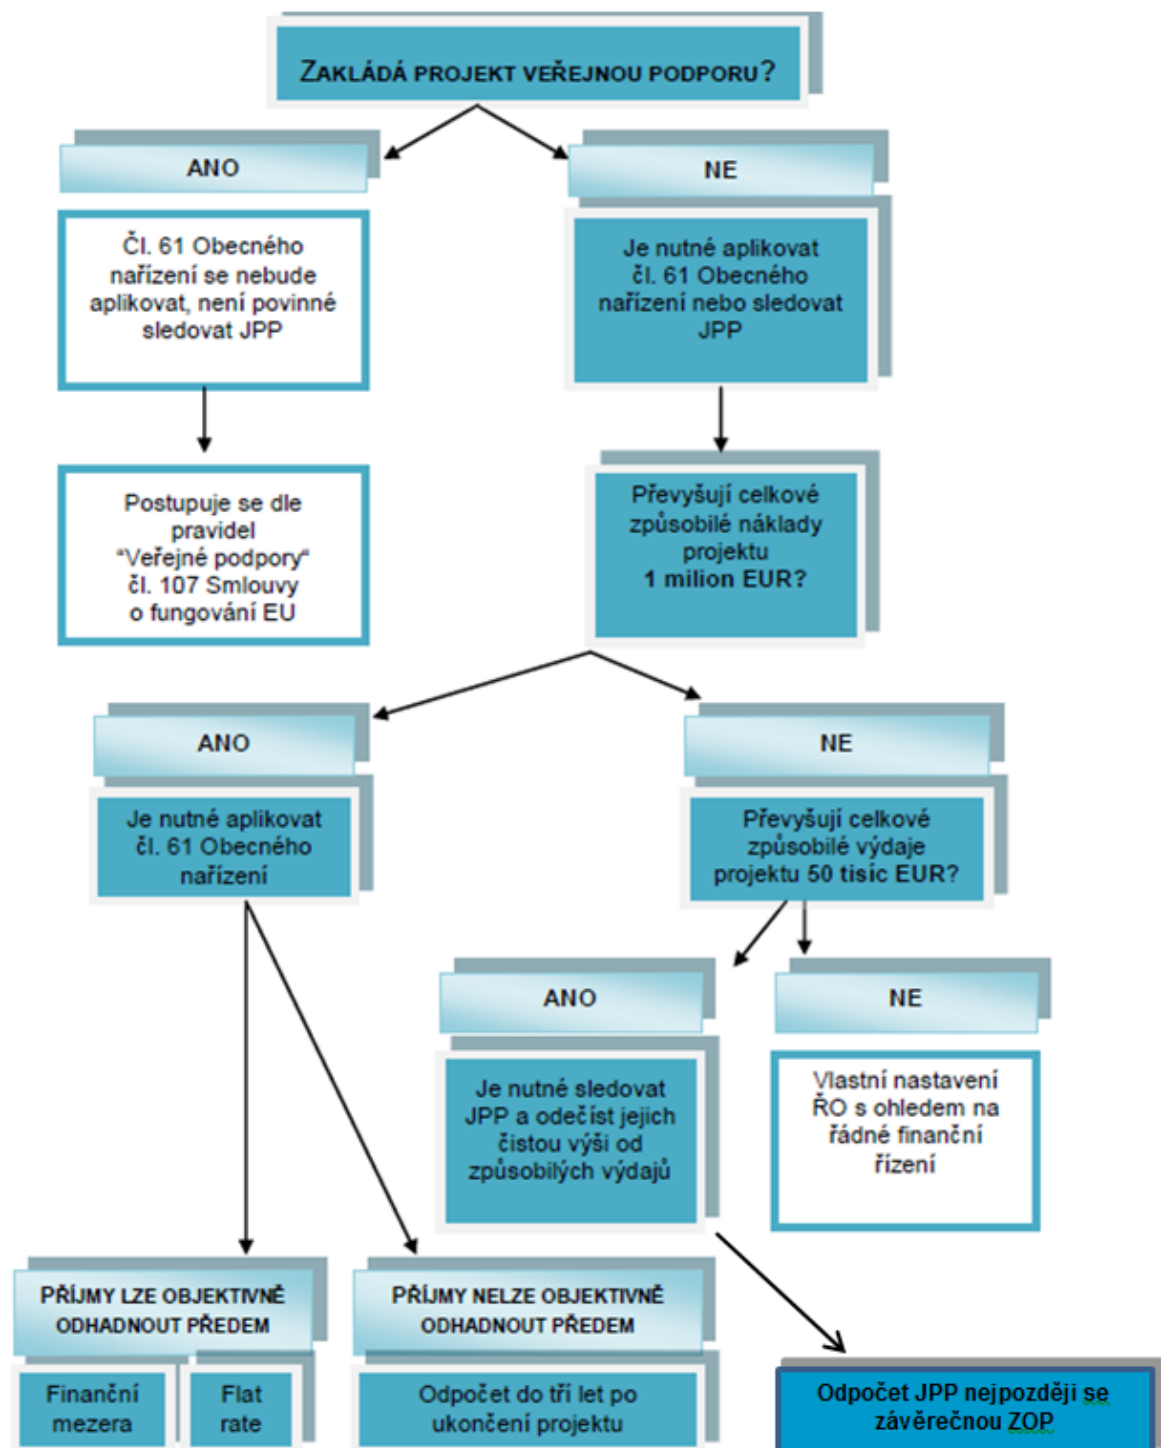 ZAKLÁDÁ PROJEKT VEŘEJNOU PODPORU?
ANO
NE
Čl. 61 Obecného
nařízení se nebude
aplikovat, není povinné
sledovat JPP
Je nutné aplikovat
čl. 61 Obecného
nařízení nebo sledovat
JPP
Postupuje se dle
pravidel
“Veřejné podpory“
čl. 107 Smlouvy
o fungování EU
Převyšují celkové
způsobilé náklady
projektu
1 milion EUR?
ANO
NE
Je nutné aplikovat
čl. 61 Obecného
nařízení
Převyšují celkové
způsobilé výdaje
projektu 50 tisíc EUR?
ANO
NE
Je nutné sledovat
JPP a odečíst jejich
čistou výši od
způsobilých výdajů
Vlastní nastavení
ŘO s ohledem na
řádné finanční
řízení
PŘÍJMY LZE OBJEKTIVNĚ
ODHADNOUT PŘEDEM
PŘÍJMY NELZE OBJEKTIVNĚ
ODHADNOUT PŘEDEM
Finanční
mezera
Flat
rate
Odpočet do tří let po
ukončení projektu
Odpočet JPP nejpozději se
závěrečnou ZOP